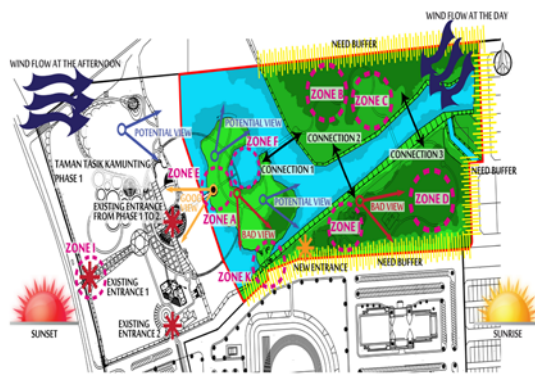 WIND FLOW AT THE DAY
WIND FLOW AT THE AFTERNOON
NEED BUFFER
ZONE B
ZONE C
POTENTIAL VIEW
POTENTIAL VIEW
ZONE F
CONNECTION 2
TAMAN TASIK KAMUNTING
PHASE 1
ZONE E
CONNECTION 1
CONNECTION 3
NEED BUFFER
EXISTING ENTRANCE
FROM PHASE 1 TO 2
GOOD VIEW
ZONE A
POTENTIAL VIEW
ZONE D
BAD VIEW
BAD VIEW
ZONE I
ZONE K
NEW ENTRANCE
NEED BUFFER
EXISTING
ENTRANCE 1
EXISTING
ENTRANCE 2
SUNSET
SUNRISE